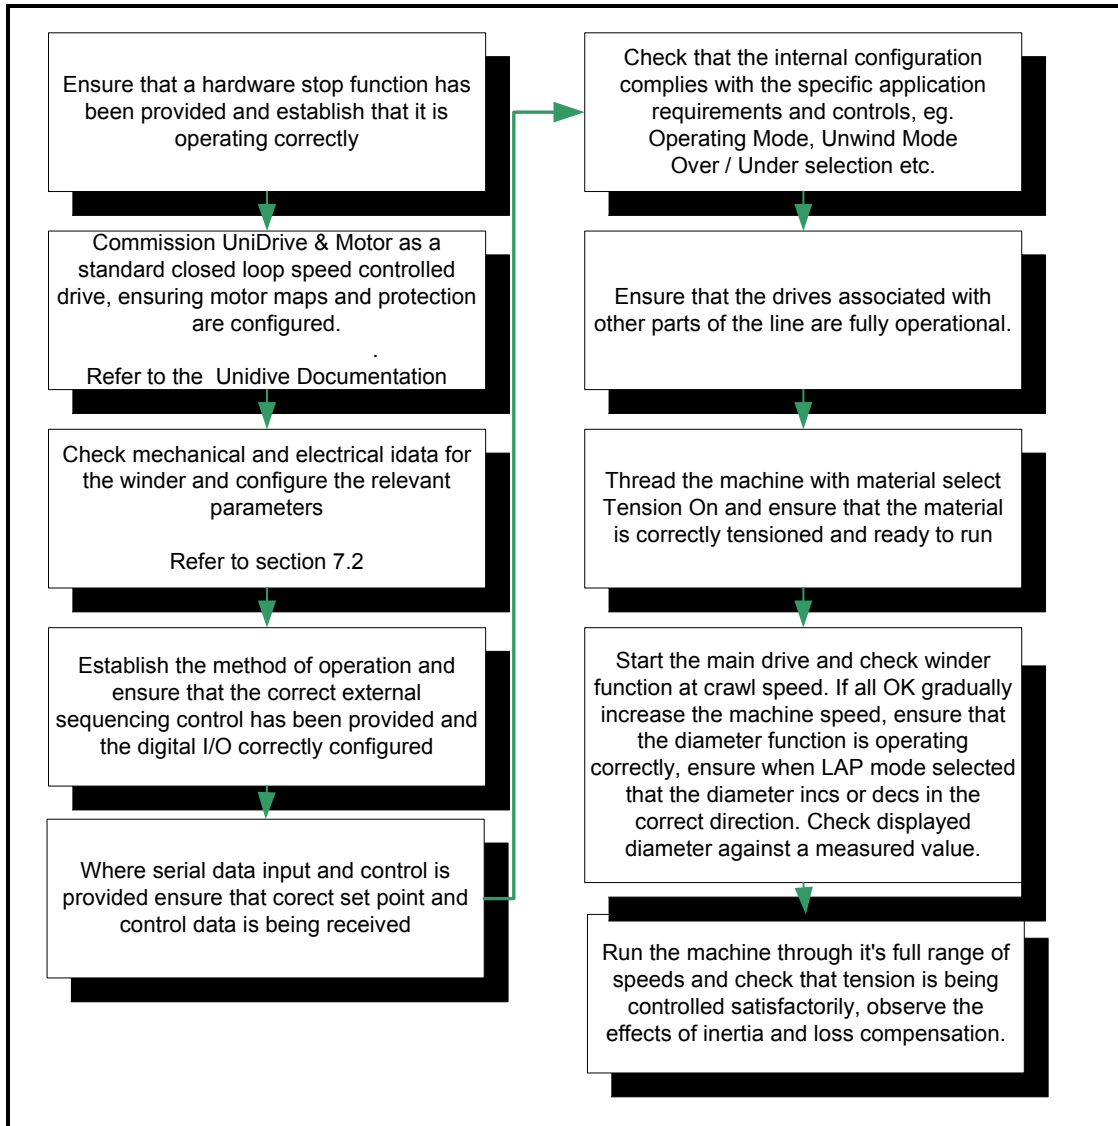 Ensure that a hardware stop function has
been provided and establish that it is
operating correctly
Commission UniDrive & Motor as a
standard closed loop speed controlled
drive, ensuring motor maps and protection
are configured.
.
Refer to the  Unidive Documentation
Check mechanical and electrical idata for
the winder and configure the relevant
parameters
Refer to section 7.2
Establish the method of operation and
ensure that the correct external
sequencing control has been provided and
the digital I/O correctly configured
Where serial data input and control is
provided ensure that corect set point and
control data is being received
Check that the internal configuration
complies with the specific application
requirements and controls, eg.
Operating Mode, Unwind Mode
Over / Under selection etc.
Ensure that the drives associated with
other parts of the line are fully operational.
Thread the machine with material select
Tension On and ensure that the material
is correctly tensioned and ready to run
Start the main drive and check winder
function at crawl speed. If all OK gradually
increase the machine speed, ensure that
the diameter function is operating
correctly, ensure when LAP mode selected
that the diameter incs or decs in the
correct direction. Check displayed
diameter against a measured value.
Run the machine through it's full range of
speeds and check that tension is being
controlled satisfactorily, observe the
effects of inertia and loss compensation.